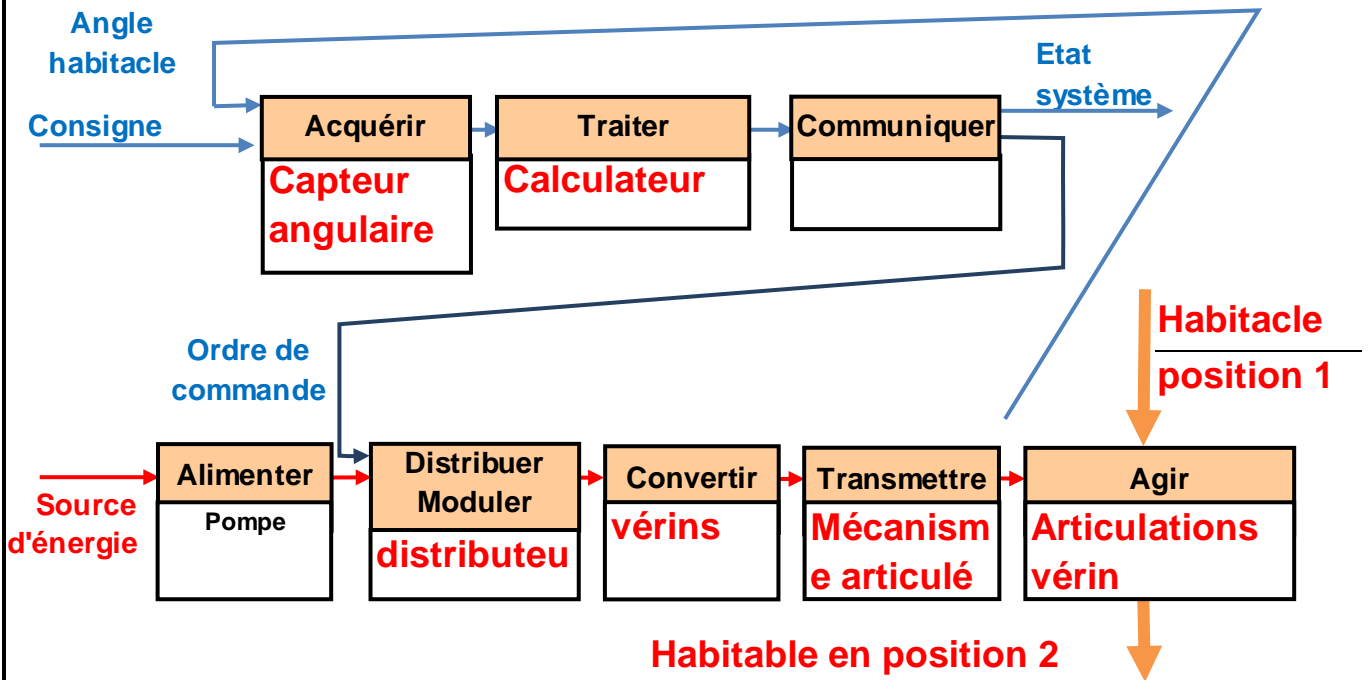 Angle
habitacle
Consigne
Acquérir
Capteur
angulaire
Traiter
Calculateur
Communiquer
Etat
système
Ordre de
commande
Habitacle
position 1
Source
d'énergie
Alimenter
Pompe
Distribuer
Moduler
distributeu
Convertir
vérins
Transmettre
Mécanism
e articulé
Agir
Articulations
vérin
Habitable en position 2